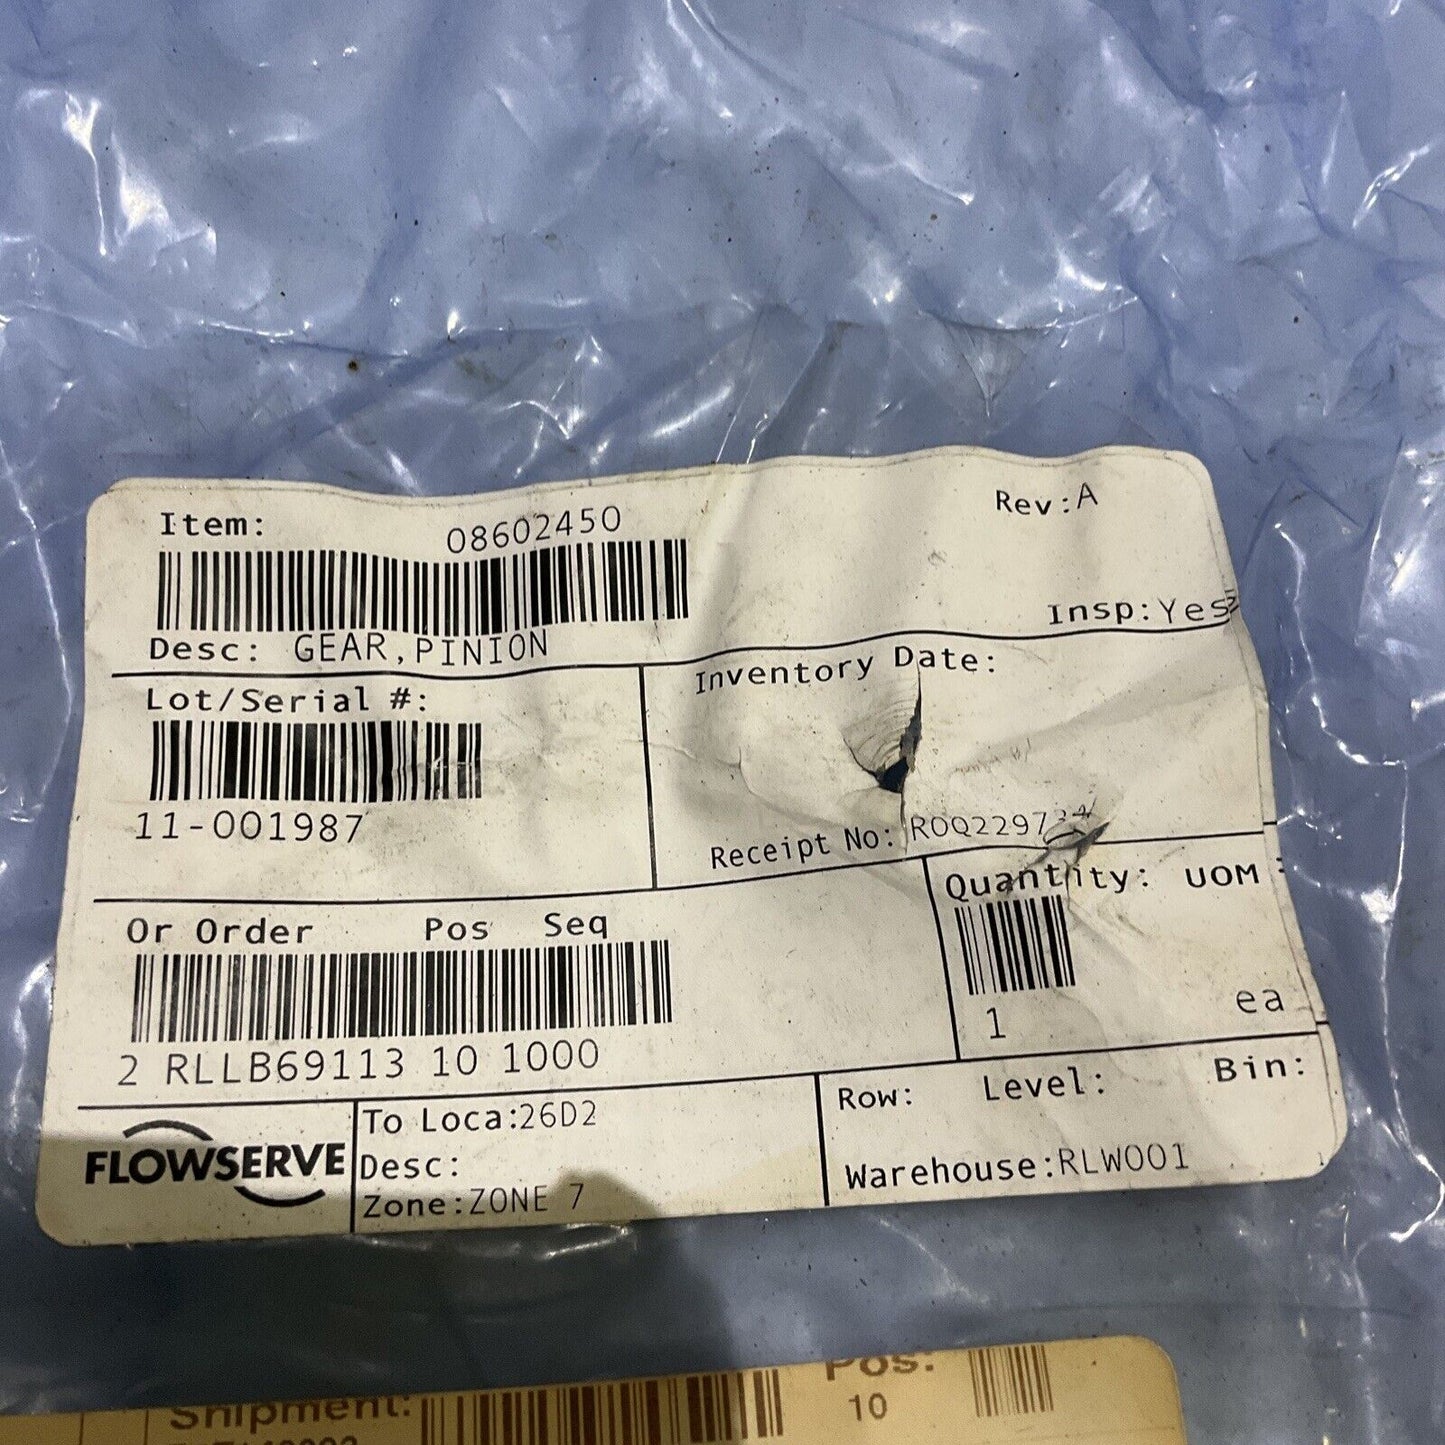 Item: 08602450 Rev:A
Insp:Yes
Desc: GEAR,PINION
Lot/Serial #: Inventory Date:
11-001987
Receipt No:
Or Order Pos Seq Quantity: UOM :
1 ea
2 RLLB69113 10 1000
FLOWSERVE
To Loca:26D2
Desc:
Zone:ZONE 7
Row: Level: Bin:
Warehouse:RLW001
Shipment: Pos:
10